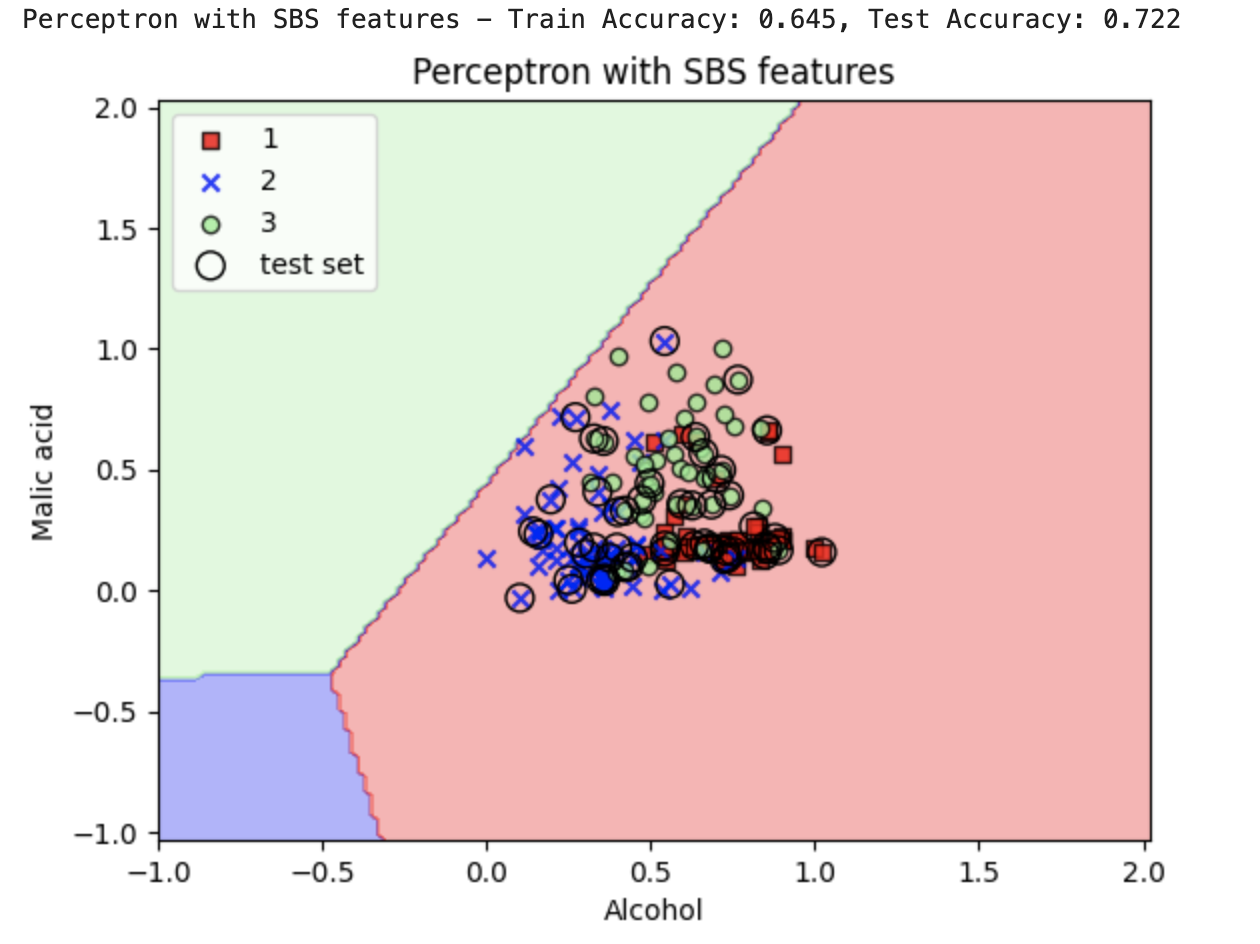 Perceptron with SBS features – Train Accuracy: 0.645, Test Accuracy: 0.722
Perceptron with SBS features
2.0
1
2
3
test set
1.5
1.0
0.5
0.0
−0.5
−1.0
Malic acid
−1.0 −0.5 0.0 0.5 1.0 1.5 2.0
Alcohol